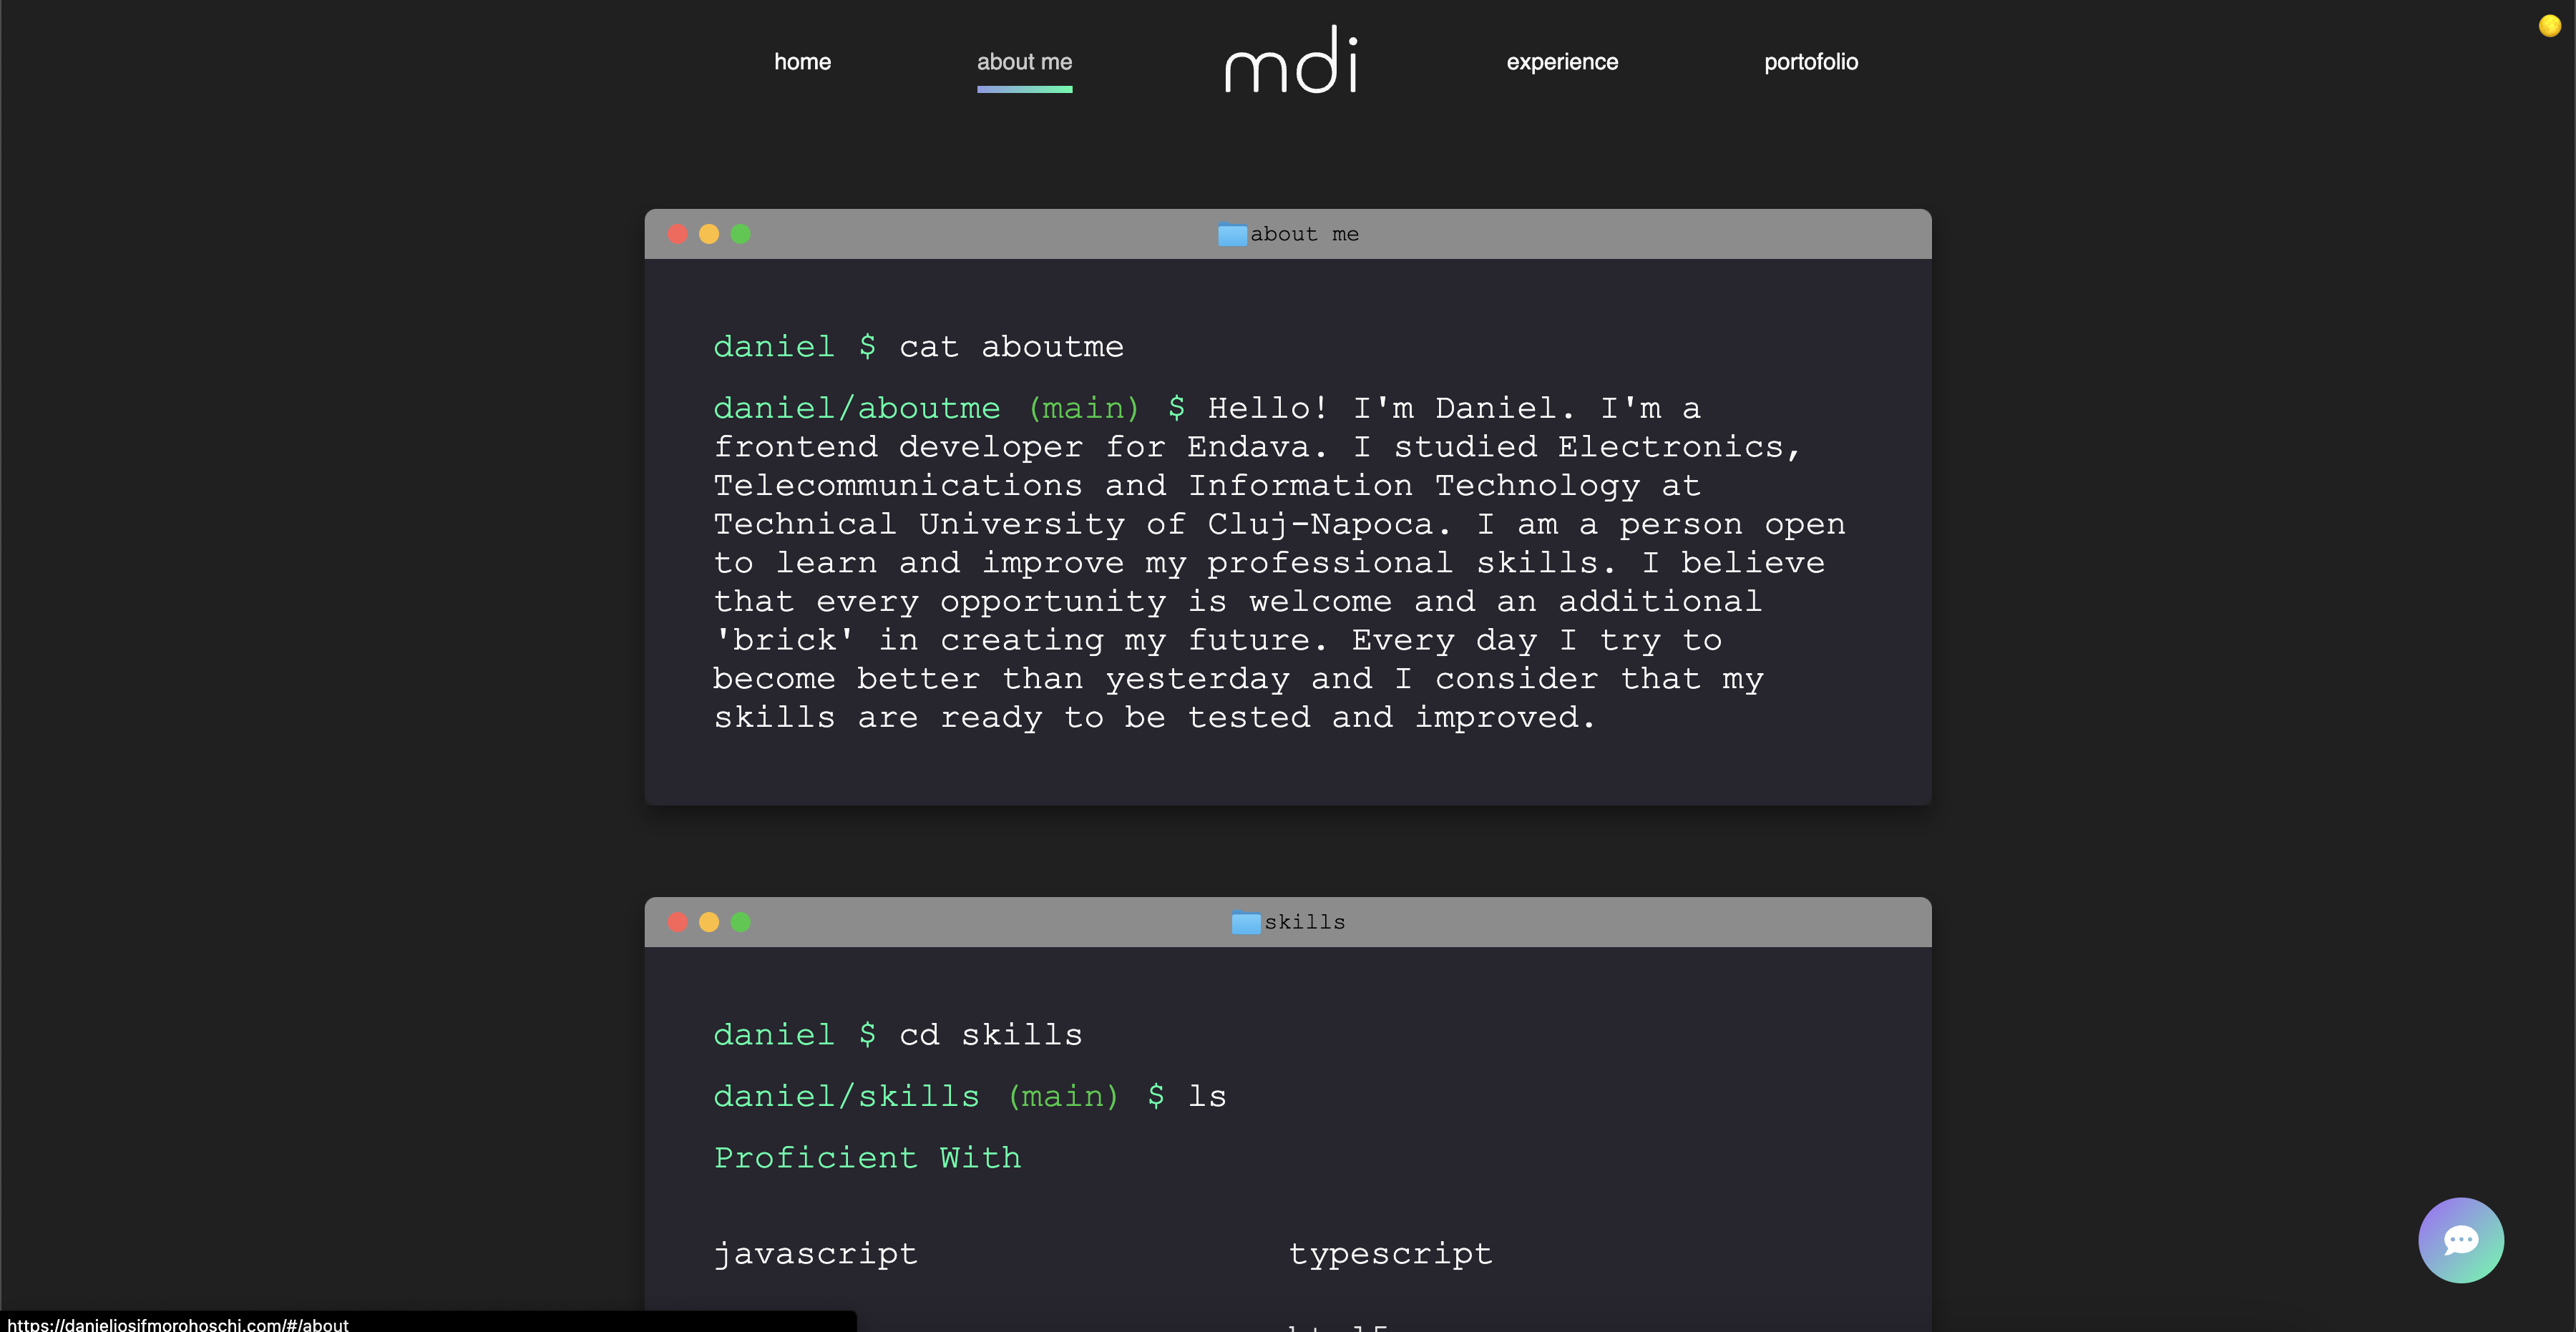 home
about me
mdi
experience
portofolio
about me
daniel $ cat aboutme
daniel/aboutme (main) $ Hello! I'm Daniel. I'm a
frontend developer for Endava. I studied Electronics,
Telecommunications and Information Technology at
Technical University of Cluj-Napoca. I am a person open
to learn and improve my professional skills. I believe
that every opportunity is welcome and an additional
'brick' in creating my future. Every day I try to
become better than yesterday and I consider that my
skills are ready to be tested and improved.
skills
daniel $ cd skills
daniel/skills (main) $ ls
Proficient With
javascript
typescript
https://danieliosifmorohoschi.com/#/about